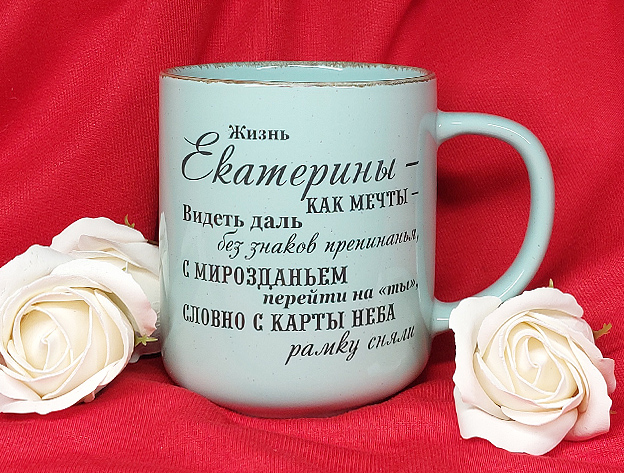 Жизнь
Екатерины –
КАК МЕЧТЫ –
Видеть даль
без знаков препинанья,
С МИРОЗДАНЬЕМ
перейти на «ты»,
СЛОВНО С КАРТЫ НЕБА
рамку сняли